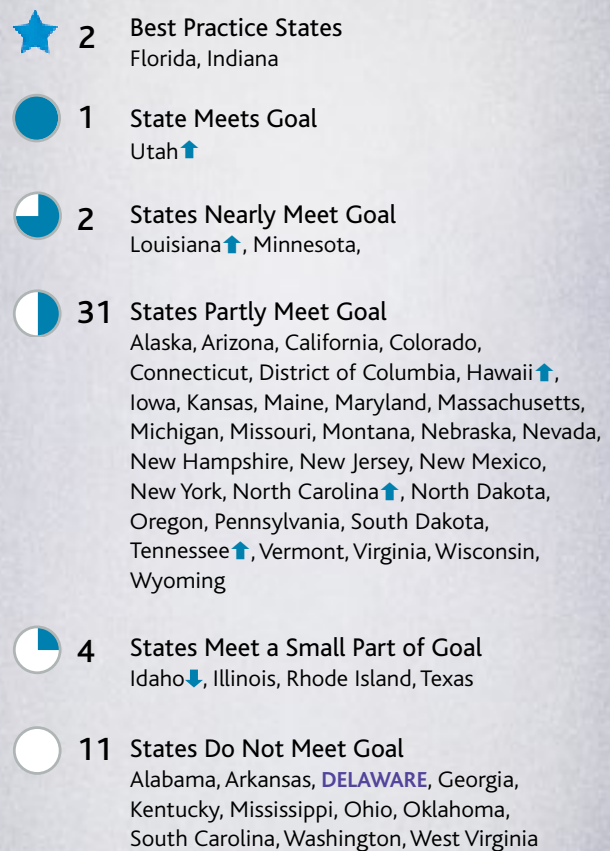 2 Best Practice States
Florida, Indiana
1 State Meets Goal
Utah⬆
2 States Nearly Meet Goal
Louisiana⬆, Minnesota,
31 States Partly Meet Goal
Alaska, Arizona, California, Colorado,
Connecticut, District of Columbia, Hawaii⬆,
Iowa, Kansas, Maine, Maryland, Massachusetts,
Michigan, Missouri, Montana, Nebraska, Nevada,
New Hampshire, New Jersey, New Mexico,
New York, North Carolina⬆, North Dakota,
Oregon, Pennsylvania, South Dakota,
Tennessee⬆, Vermont, Virginia, Wisconsin,
Wyoming
4 States Meet a Small Part of Goal
Idaho⬇, Illinois, Rhode Island, Texas
11 States Do Not Meet Goal
Alabama, Arkansas, DELAWARE, Georgia,
Kentucky, Mississippi, Ohio, Oklahoma,
South Carolina, Washington, West Virginia